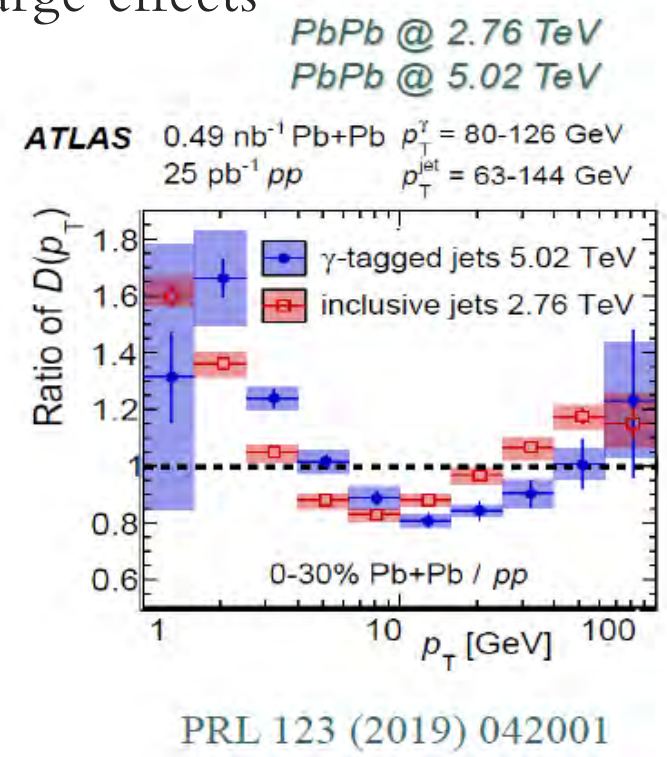 arge effects
PbPb @ 2.76 TeV
PbPb @ 5.02 TeV
ATLAS 0.49 nb⁻¹ Pb+Pb p_T^γ = 80-126 GeV
25 pb⁻¹ pp p_T^jet = 63-144 GeV
Ratio of D(p_T)
1.8
1.6
1.4
1.2
1
0.8
0.6
γ-tagged jets 5.02 TeV
inclusive jets 2.76 TeV
0-30% Pb+Pb / pp
1 10 100
p_T [GeV]
PRL 123 (2019) 042001